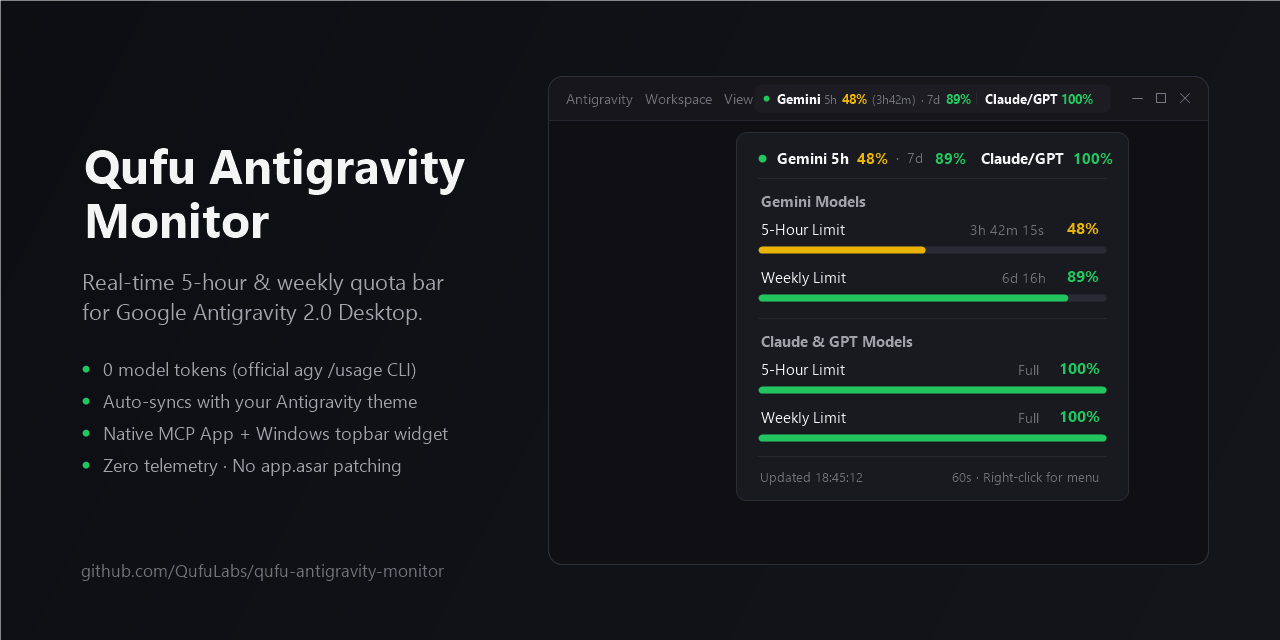 Qufu Antigravity
Monitor
Real-time 5-hour & weekly quota bar
for Google Antigravity 2.0 Desktop.
0 model tokens (official agy /usage CLI)
Auto-syncs with your Antigravity theme
Native MCP App + Windows topbar widget
Zero telemetry · No app.asar patching
github.com/QufuLabs/qufu-antigravity-monitor
Antigravity Workspace View Gemini 5h 48% (3h42m) · 7d 89% Claude/GPT 100%
Gemini 5h 48% · 7d 89% Claude/GPT 100%
Gemini Models
5-Hour Limit 3h 42m 15s 48%
Weekly Limit 6d 16h 89%
Claude & GPT Models
5-Hour Limit Full 100%
Weekly Limit Full 100%
Updated 18:45:12 60s · Right-click for menu